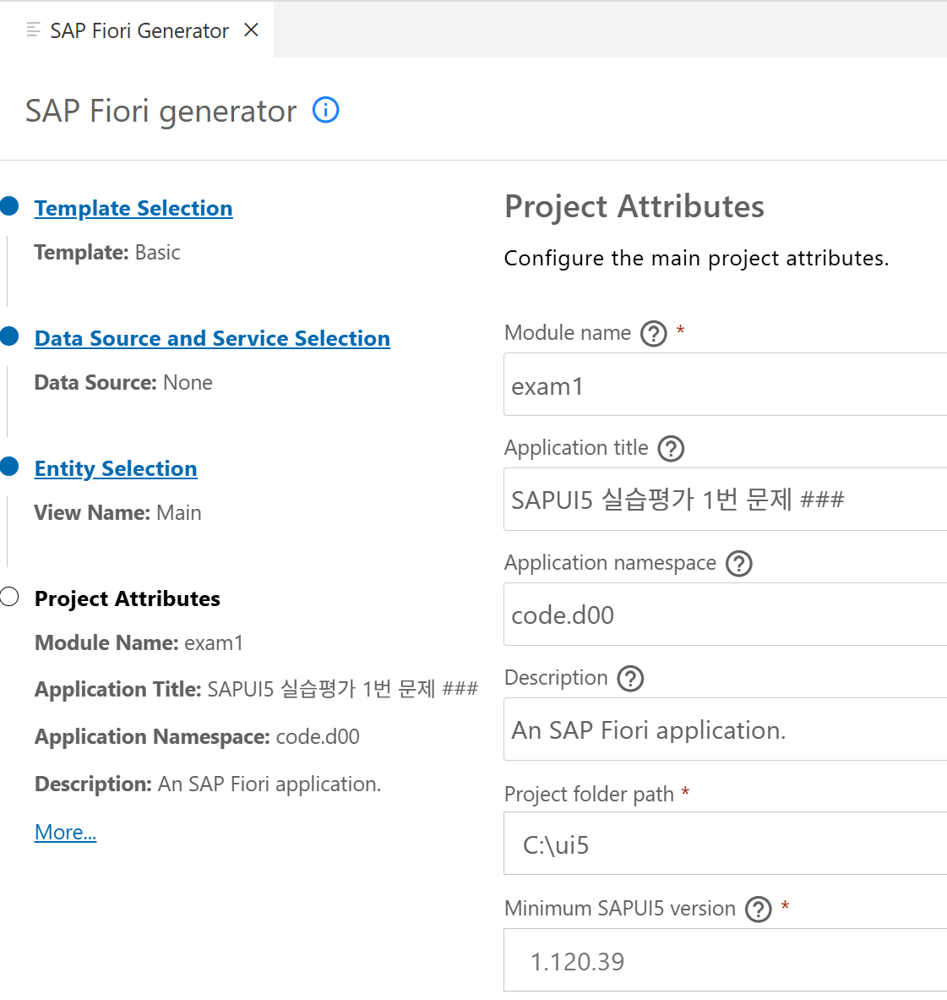 SAP Fiori Generator
SAP Fiori generator
Template Selection
Template: Basic
Data Source and Service Selection
Data Source: None
Entity Selection
View Name: Main
Project Attributes
Module Name: exam1
Application Title: SAPUI5 실습평가 1번 문제 ###
Application Namespace: code.d00
Description: An SAP Fiori application.
More...
Project Attributes
Configure the main project attributes.
Module name *
exam1
Application title
SAPUI5 실습평가 1번 문제 ###
Application namespace
code.d00
Description
An SAP Fiori application.
Project folder path *
C:\ui5
Minimum SAPUI5 version *
1.120.39